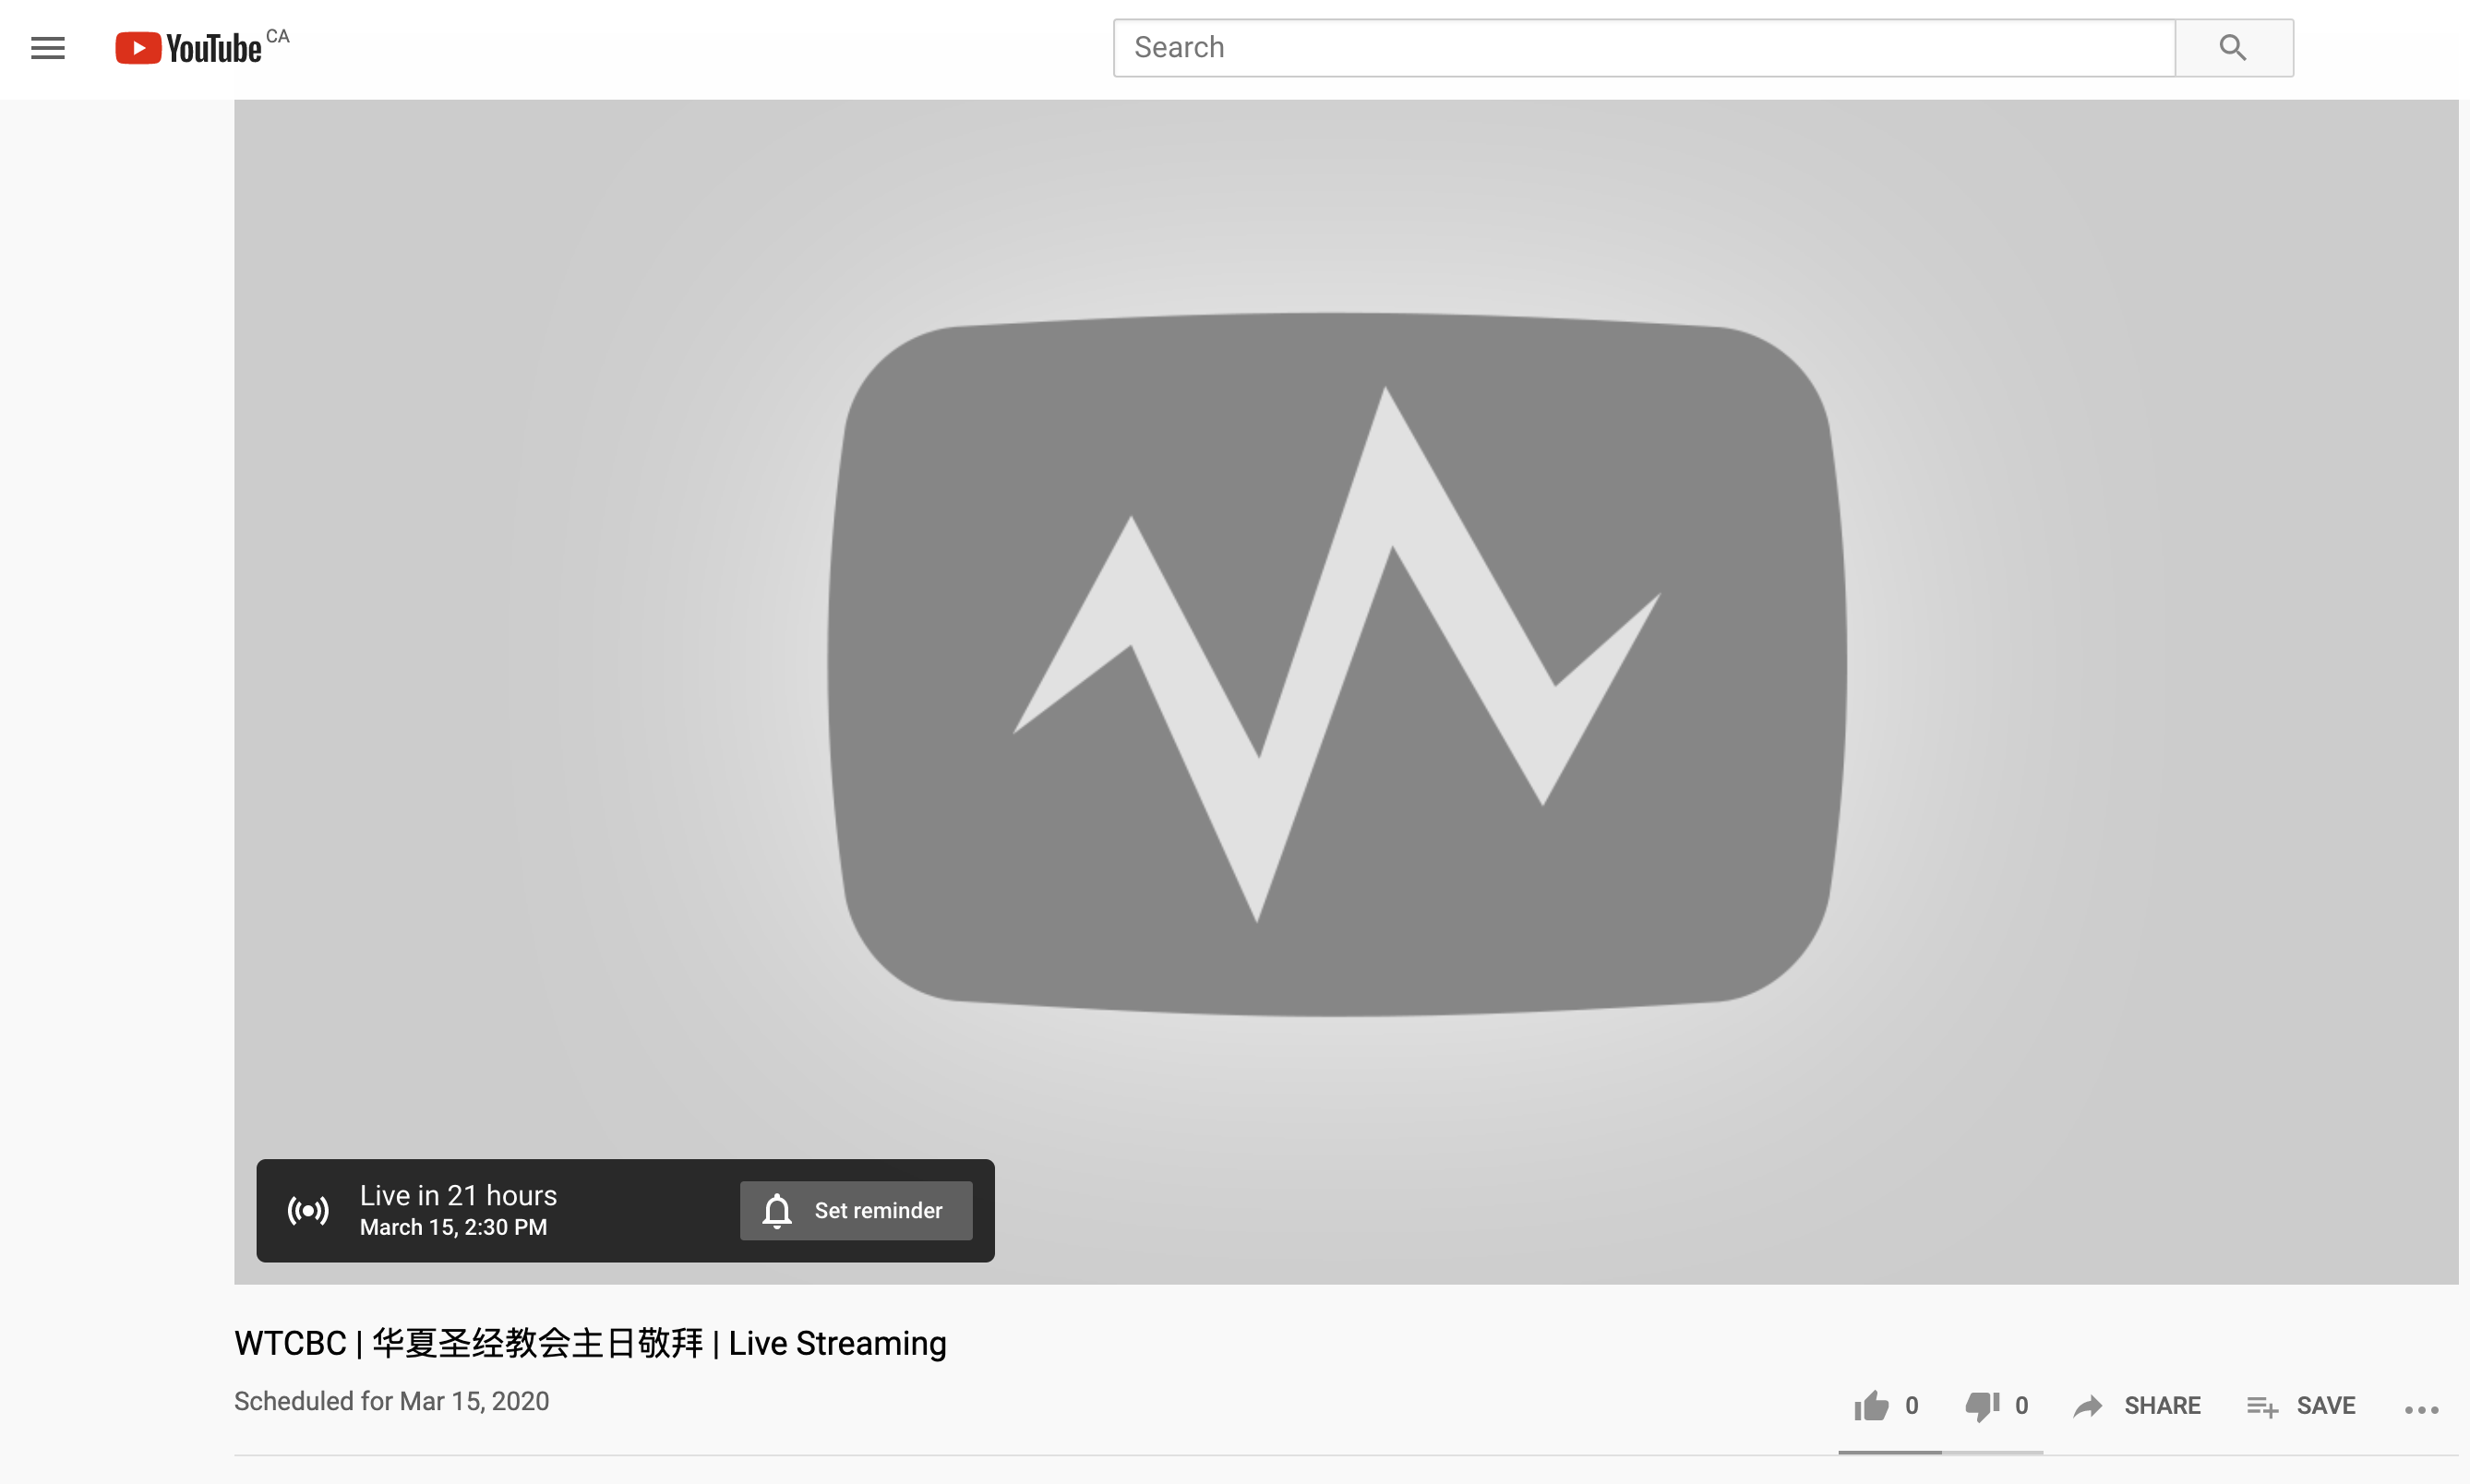 YouTube CA
Search
Live in 21 hours
March 15, 2:30 PM
Set reminder
WTCBC | 华夏圣经教会主日敬拜 | Live Streaming
Scheduled for Mar 15, 2020
0 0 SHARE SAVE